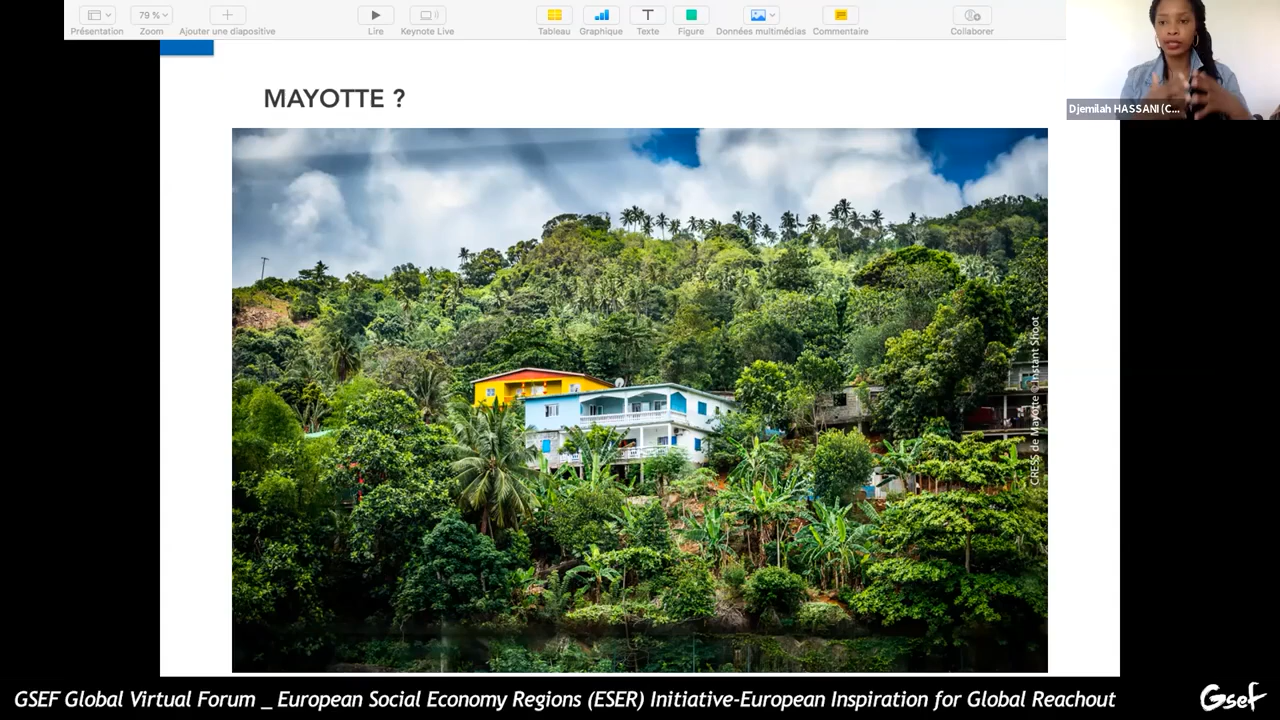 79 %
Présentation
Zoom
Ajouter une diapositive
Lire
Keynote Live
Tableau
Graphique
Texte
Figure
Données multimédias
Commentaire
Collaborer
Djemilah HASSANI (C...
MAYOTTE ?
CRESS de Mayotte - Instant Shoot
GSEF Global Virtual Forum _ European Social Economy Regions (ESER) Initiative-European Inspiration for Global Reachout
Gsef